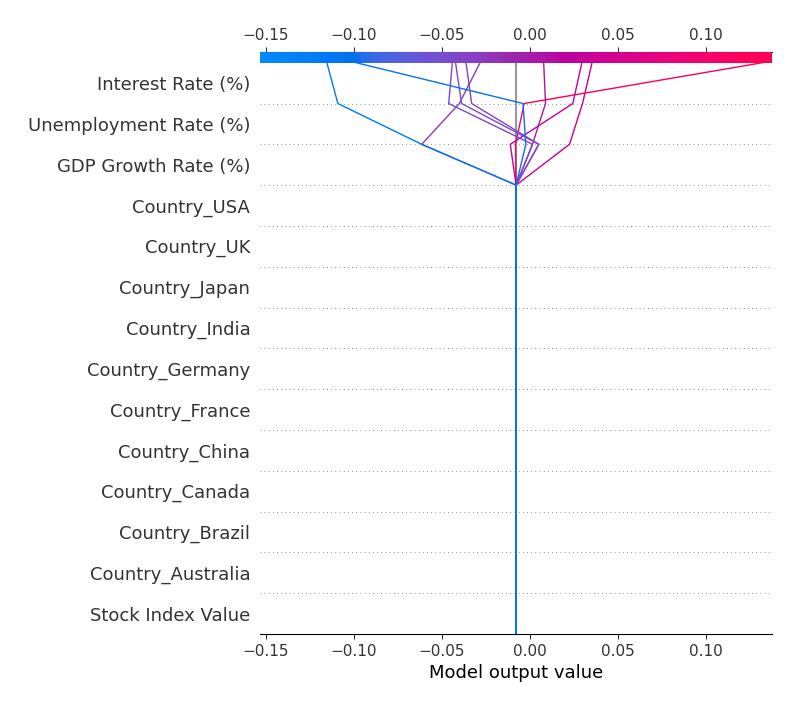 −0.15 −0.10 −0.05 0.00 0.05 0.10
Interest Rate (%)
Unemployment Rate (%)
GDP Growth Rate (%)
Country_USA
Country_UK
Country_Japan
Country_India
Country_Germany
Country_France
Country_China
Country_Canada
Country_Brazil
Country_Australia
Stock Index Value
−0.15 −0.10 −0.05 0.00 0.05 0.10
Model output value